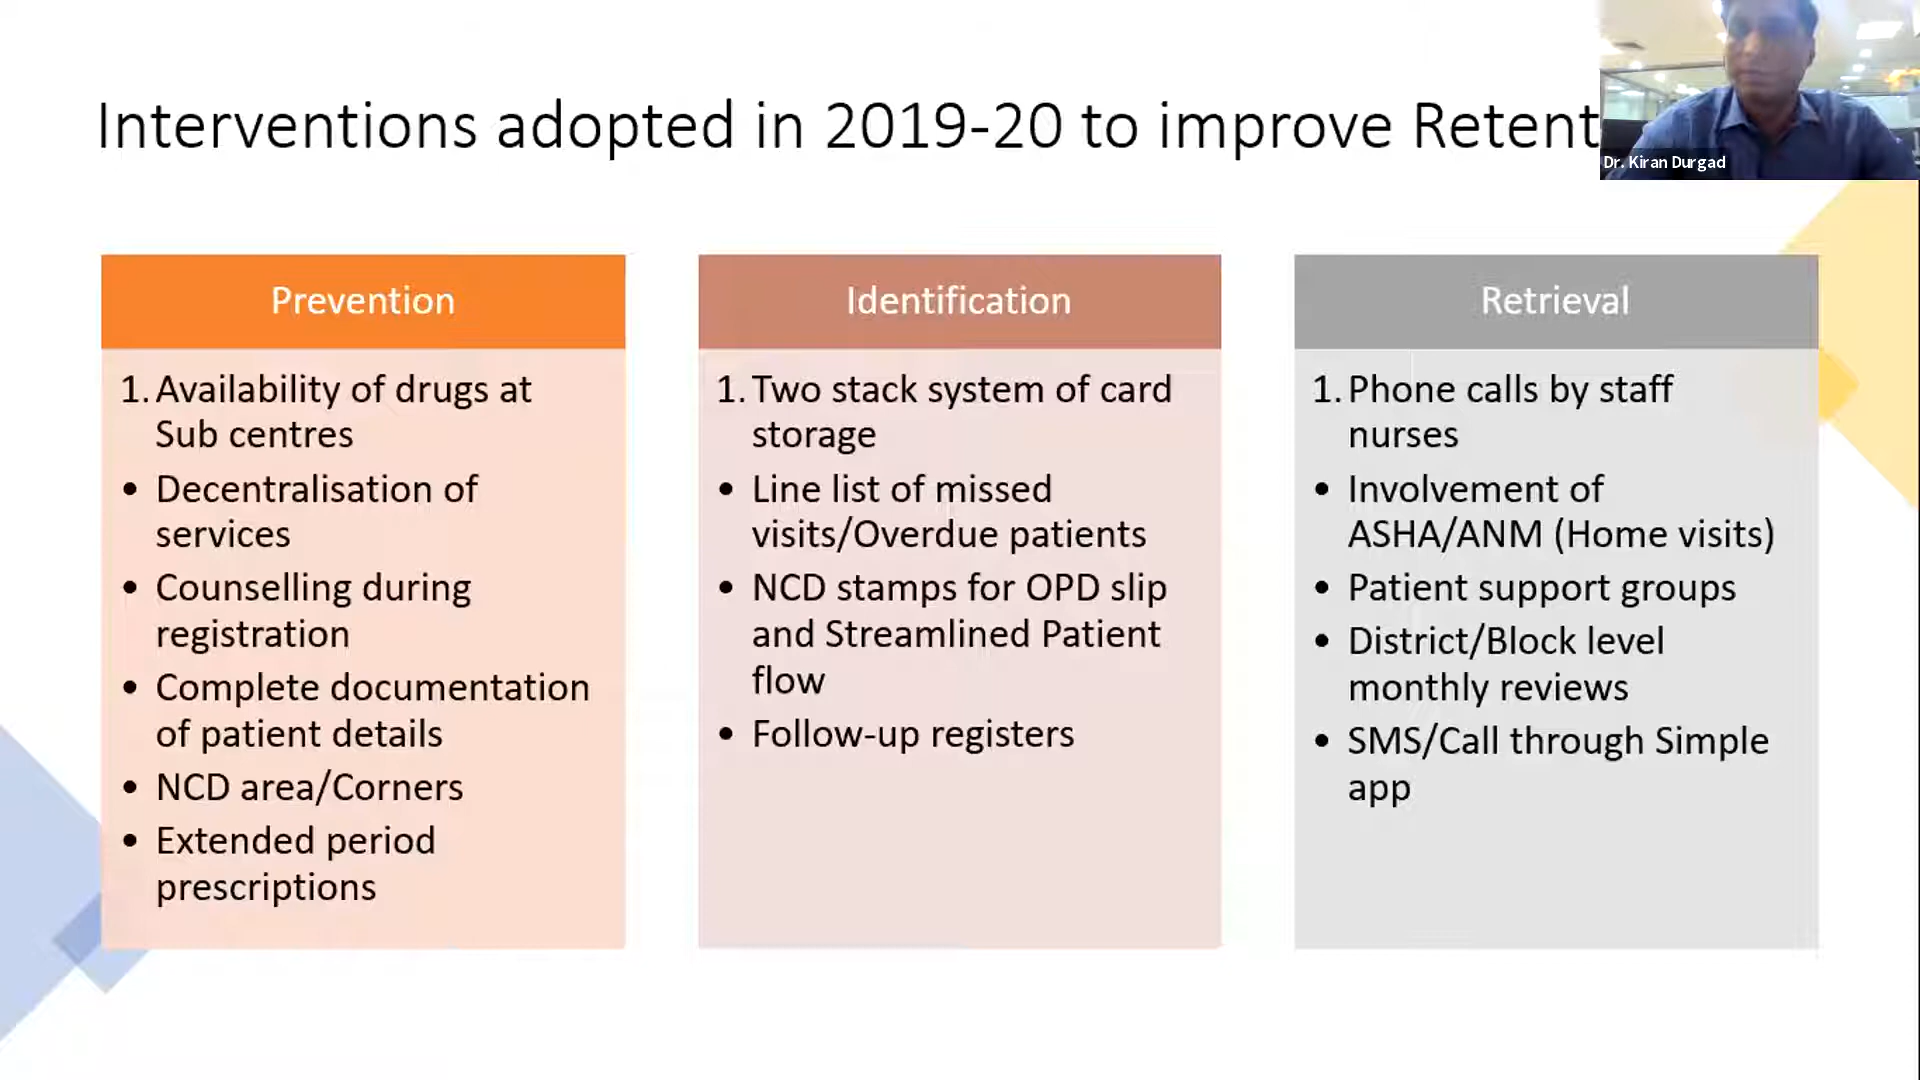 Interventions adopted in 2019-20 to improve Retent
Dr. Kiran Durgad
Prevention
1. Availability of drugs at
Sub centres
• Decentralisation of
services
• Counselling during
registration
• Complete documentation
of patient details
• NCD area/Corners
• Extended period
prescriptions
Identification
1. Two stack system of card
storage
• Line list of missed
visits/Overdue patients
• NCD stamps for OPD slip
and Streamlined Patient
flow
• Follow-up registers
Retrieval
1. Phone calls by staff
nurses
• Involvement of
ASHA/ANM (Home visits)
• Patient support groups
• District/Block level
monthly reviews
• SMS/Call through Simple
app